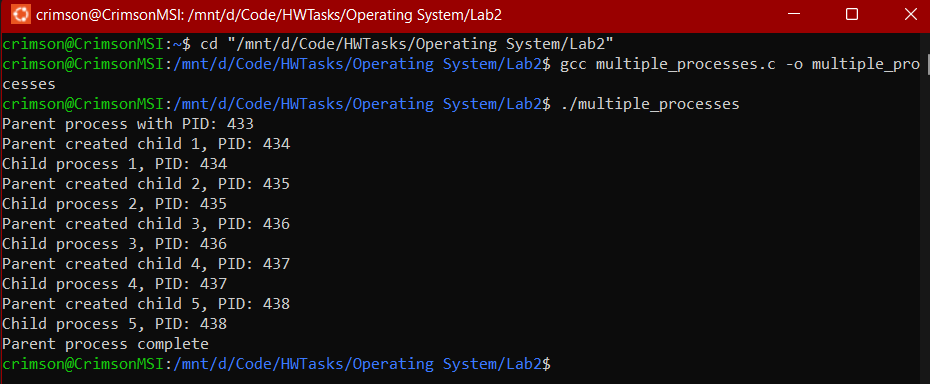 crimson@CrimsonMSI: /mnt/d/Code/HWTasks/Operating System/Lab2
crimson@CrimsonMSI:~$ cd "/mnt/d/Code/HWTasks/Operating System/Lab2"
crimson@CrimsonMSI:/mnt/d/Code/HWTasks/Operating System/Lab2$ gcc multiple_processes.c -o multiple_pro
cesses
crimson@CrimsonMSI:/mnt/d/Code/HWTasks/Operating System/Lab2$ ./multiple_processes
Parent process with PID: 433
Parent created child 1, PID: 434
Child process 1, PID: 434
Parent created child 2, PID: 435
Child process 2, PID: 435
Parent created child 3, PID: 436
Child process 3, PID: 436
Parent created child 4, PID: 437
Child process 4, PID: 437
Parent created child 5, PID: 438
Child process 5, PID: 438
Parent process complete
crimson@CrimsonMSI:/mnt/d/Code/HWTasks/Operating System/Lab2$